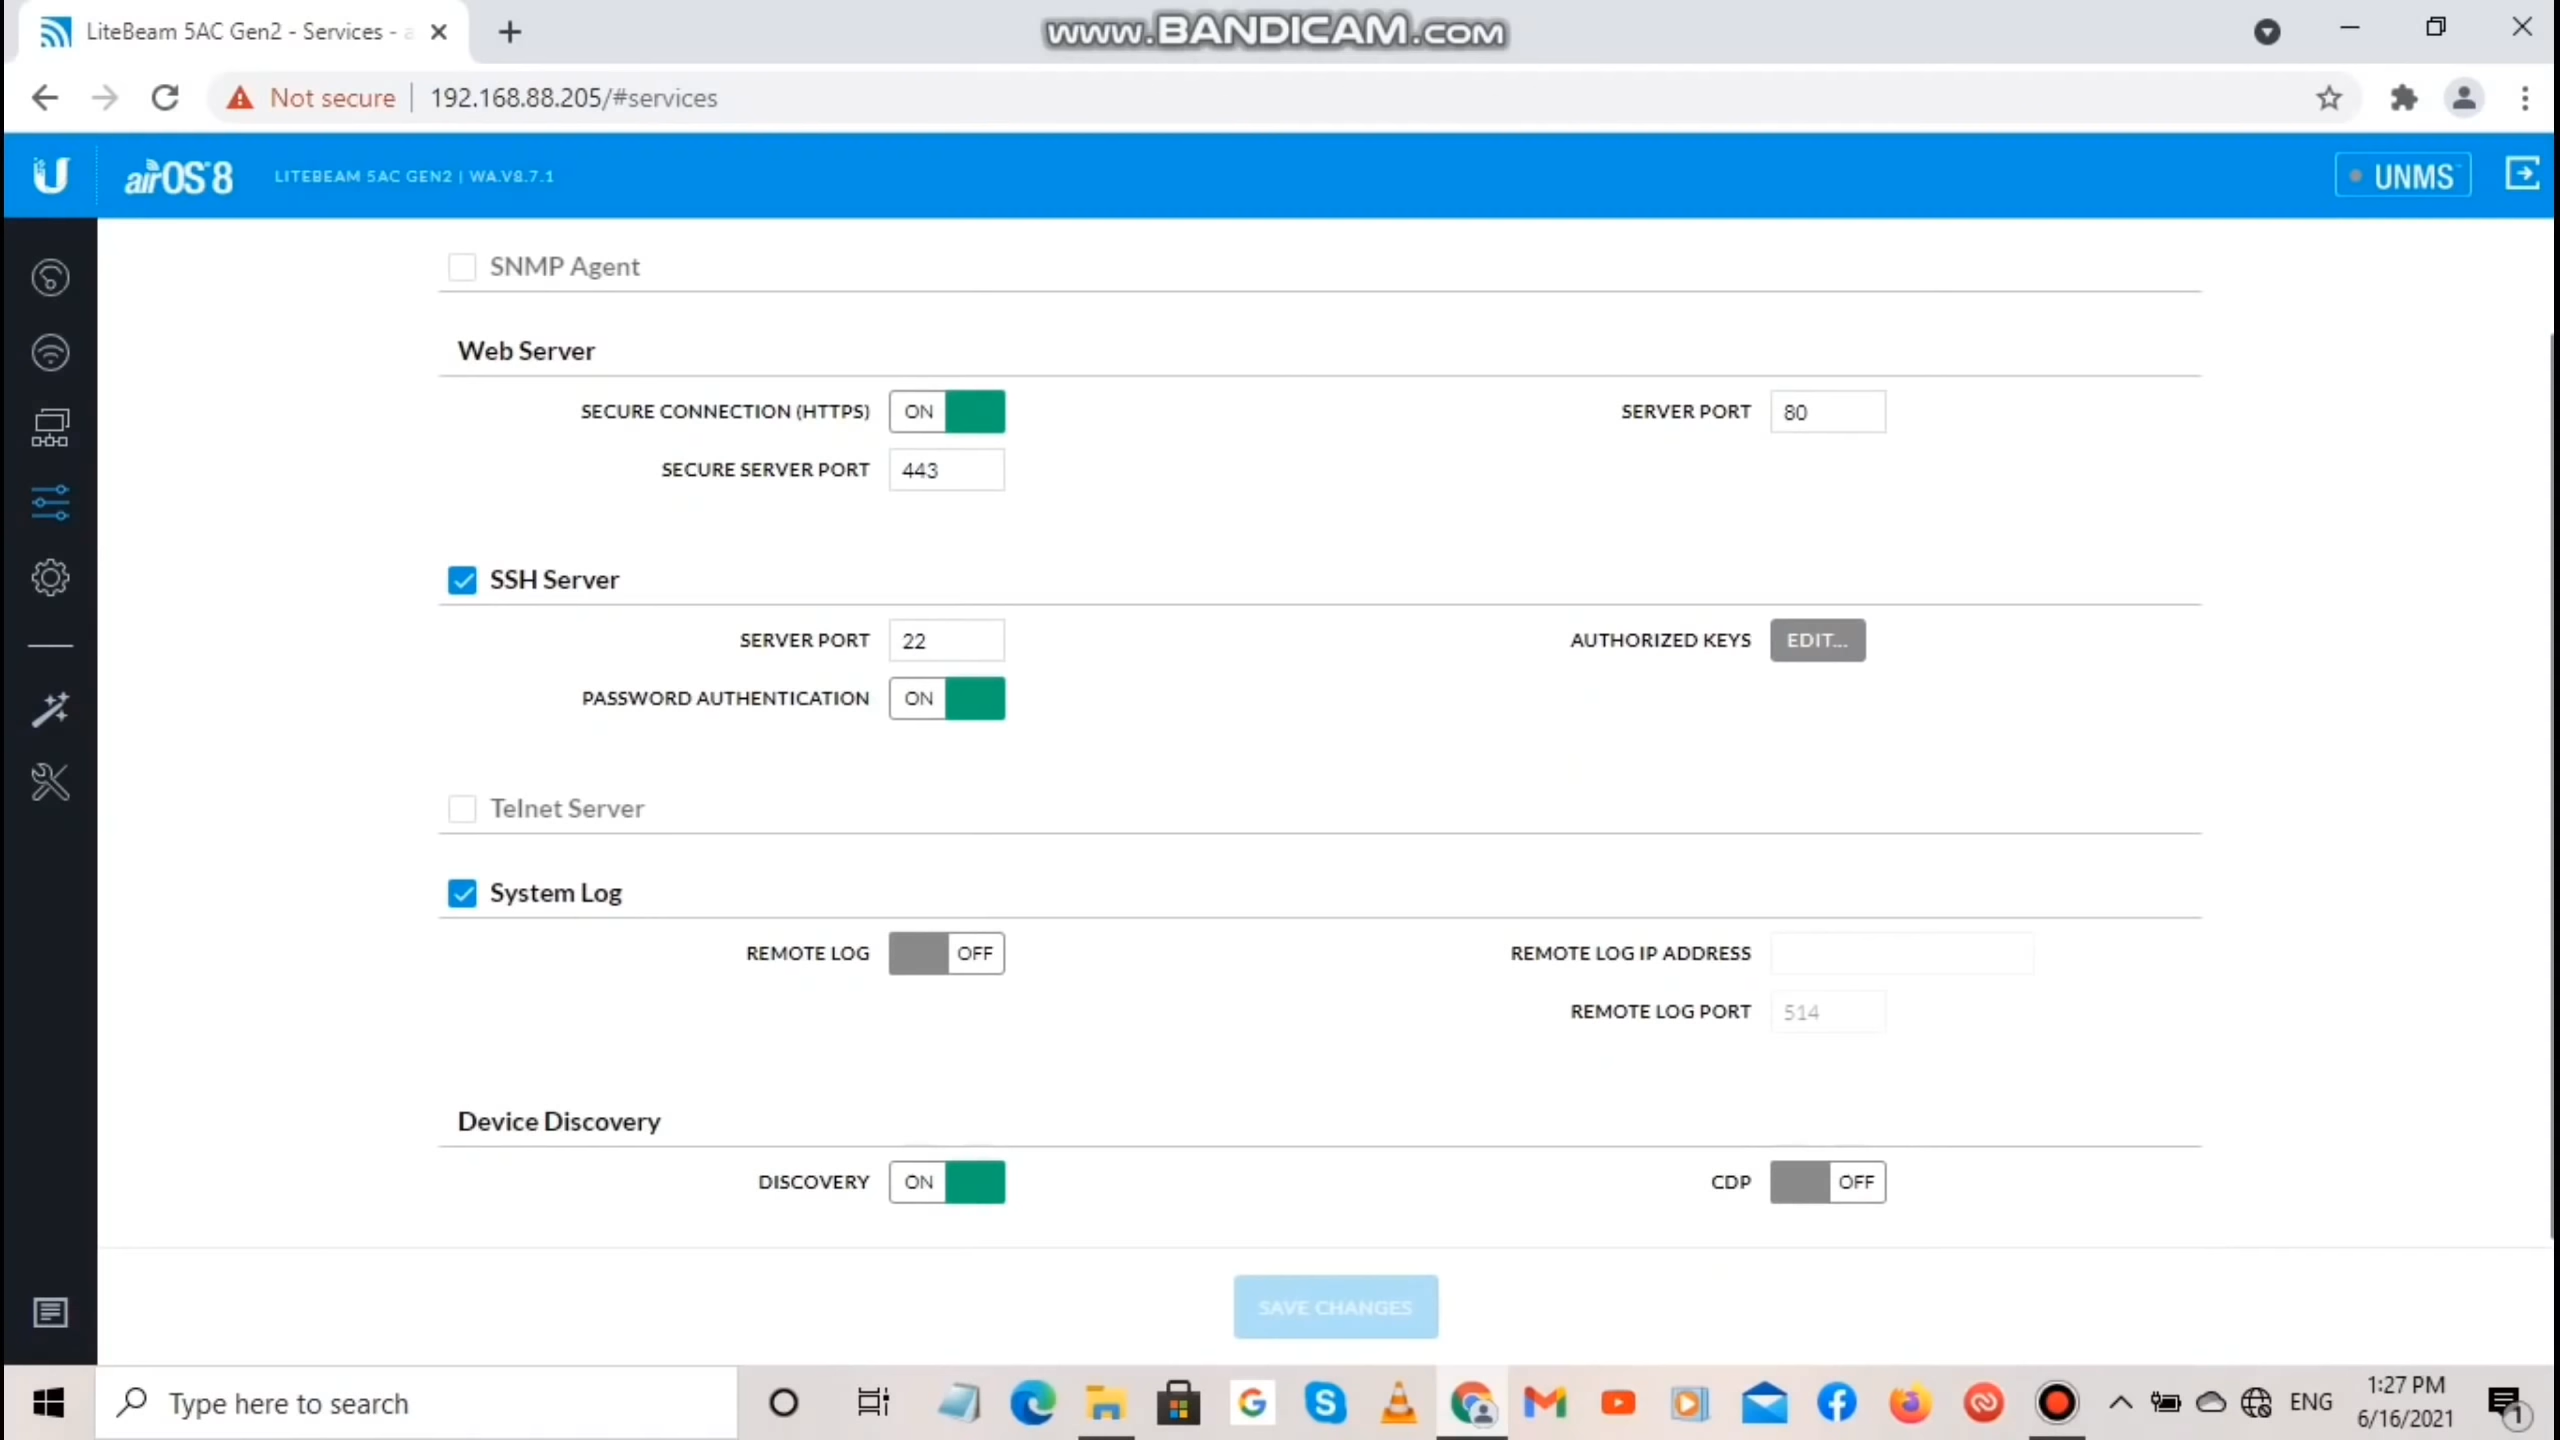 LiteBeam 5AC Gen2 - Services - a
www.BANDICAM.com
Not secure
192.168.88.205/#services
U
airOS 8
LITEBEAM 5AC GEN2 | WA.V8.7.1
UNMS
SNMP Agent
Web Server
SECURE CONNECTION (HTTPS) ON
SERVER PORT 80
SECURE SERVER PORT 443
SSH Server
SERVER PORT 22
AUTHORIZED KEYS EDIT...
PASSWORD AUTHENTICATION ON
Telnet Server
System Log
REMOTE LOG OFF
REMOTE LOG IP ADDRESS
REMOTE LOG PORT 514
Device Discovery
DISCOVERY ON
CDP OFF
SAVE CHANGES
Type here to search
ENG
1:27 PM
6/16/2021
1